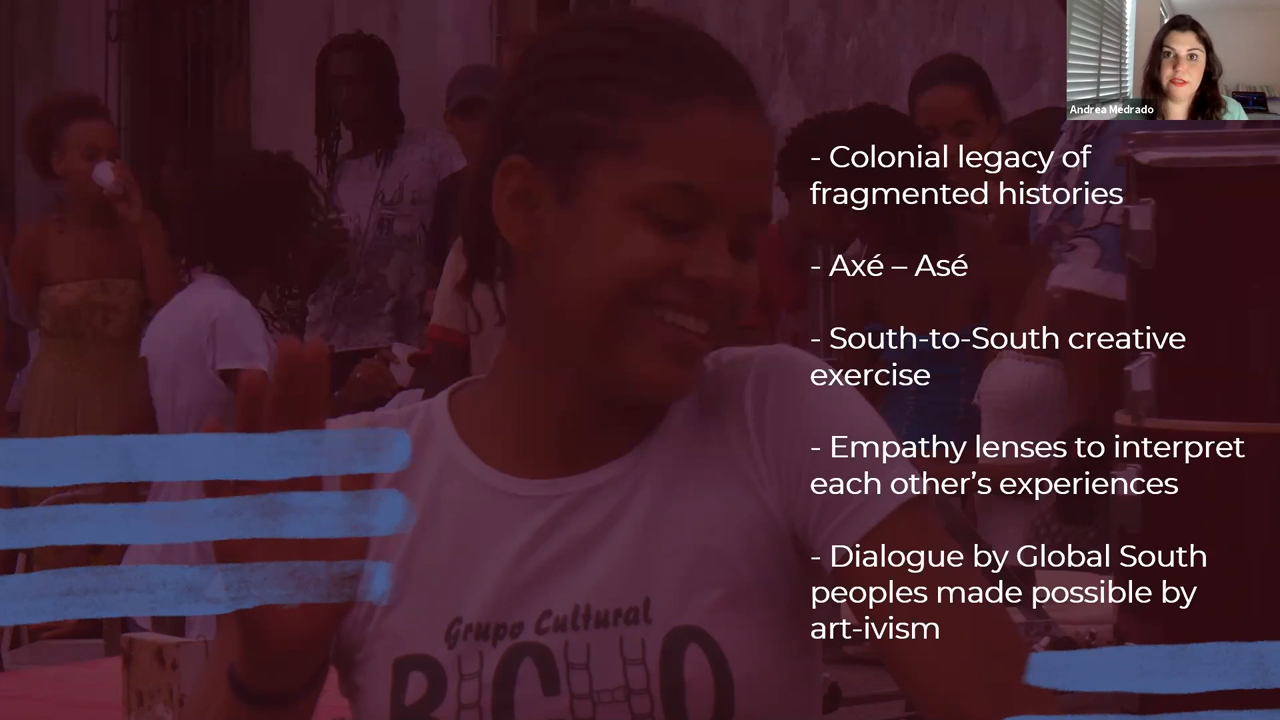 Andrea Medrado
- Colonial legacy of
fragmented histories
- Axé – Asé
- South-to-South creative
exercise
- Empathy lenses to interpret
each other’s experiences
- Dialogue by Global South
peoples made possible by
art-ivism
Grupo Cultural